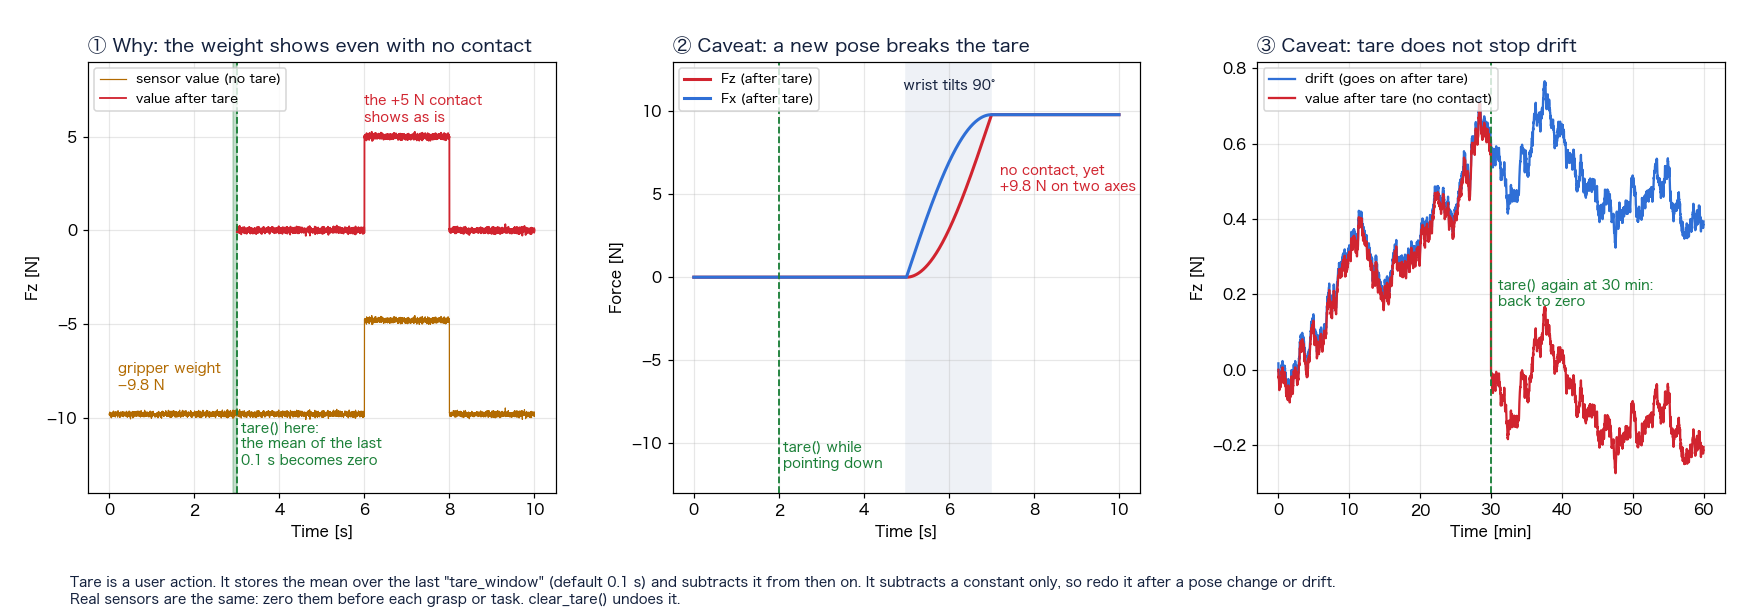 ① Why: the weight shows even with no contact
sensor value (no tare)
value after tare
the +5 N contact
shows as is
gripper weight
−9.8 N
tare() here:
the mean of the last
0.1 s becomes zero
Fz [N]
5
0
−5
−10
0 2 4 6 8 10
Time [s]
② Caveat: a new pose breaks the tare
Fz (after tare)
Fx (after tare)
wrist tilts 90°
no contact, yet
+9.8 N on two axes
tare() while
pointing down
Force [N]
10
5
0
−5
−10
0 2 4 6 8 10
Time [s]
③ Caveat: tare does not stop drift
drift (goes on after tare)
value after tare (no contact)
tare() again at 30 min:
back to zero
Fz [N]
0.8
0.6
0.4
0.2
0.0
−0.2
0 10 20 30 40 50 60
Time [min]
Tare is a user action. It stores the mean over the last "tare_window" (default 0.1 s) and subtracts it from then on. It subtracts a constant only, so redo it after a pose change or drift.
Real sensors are the same: zero them before each grasp or task. clear_tare() undoes it.